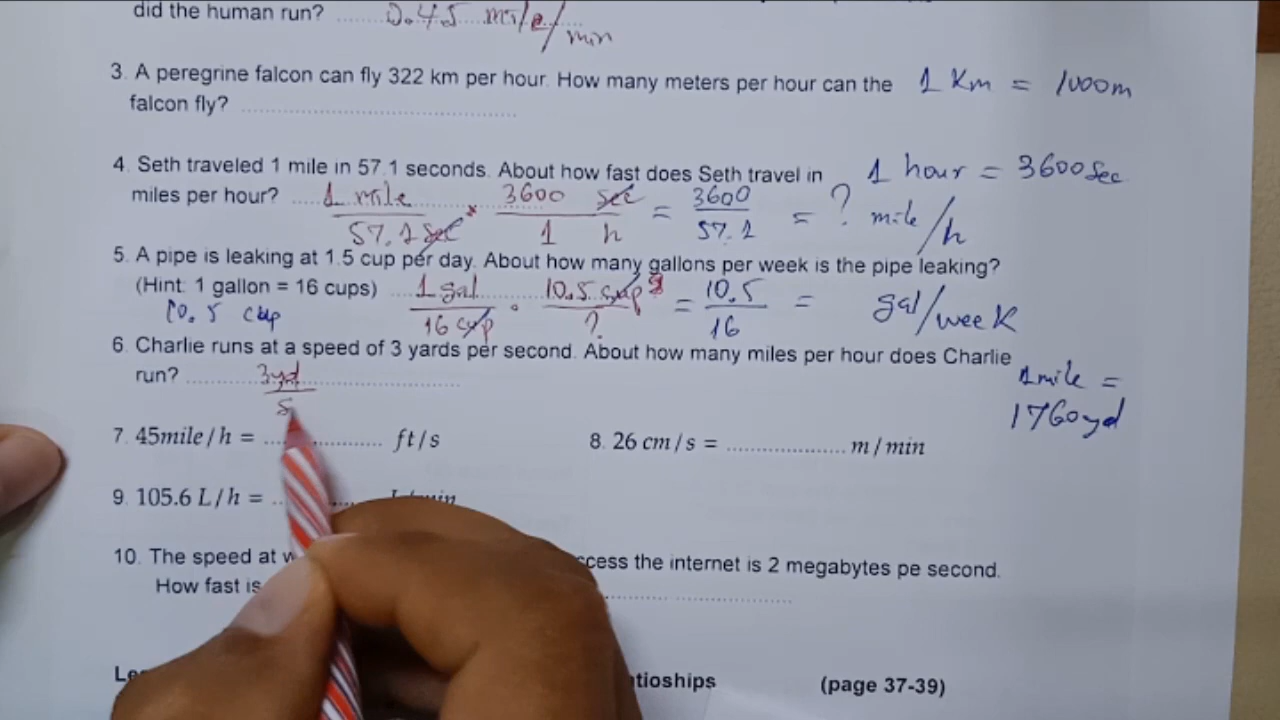 did the human run? ........ 0.45 mile/min
3. A peregrine falcon can fly 322 km per hour. How many meters per hour can the 1 Km = 1000m
falcon fly? ................................................
4. Seth traveled 1 mile in 57.1 seconds. About how fast does Seth travel in 1 hour = 3600 sec
miles per hour? ..... 1 mile / 57.1 sec * 3600 sec / 1 h = 3600 / 57.1 = ? mile/h
5. A pipe is leaking at 1.5 cup per day. About how many gallons per week is the pipe leaking?
(Hint: 1 gallon = 16 cups) .... 1 gal / 16 cup . 10.5 cup / ? = 10.5 / 16 = gal/week
10.5 cup
6. Charlie runs at a speed of 3 yards per second. About how many miles per hour does Charlie 1 mile =
run? ............ 3yd / s ........................ 1760yd
7. 45mile/h = .................... ft/s
8. 26 cm/s = .................... m/min
9. 105.6 L/h = ..
10. The speed at the internet is 2 megabytes pe second.
How fast is ................................
(page 37-39)